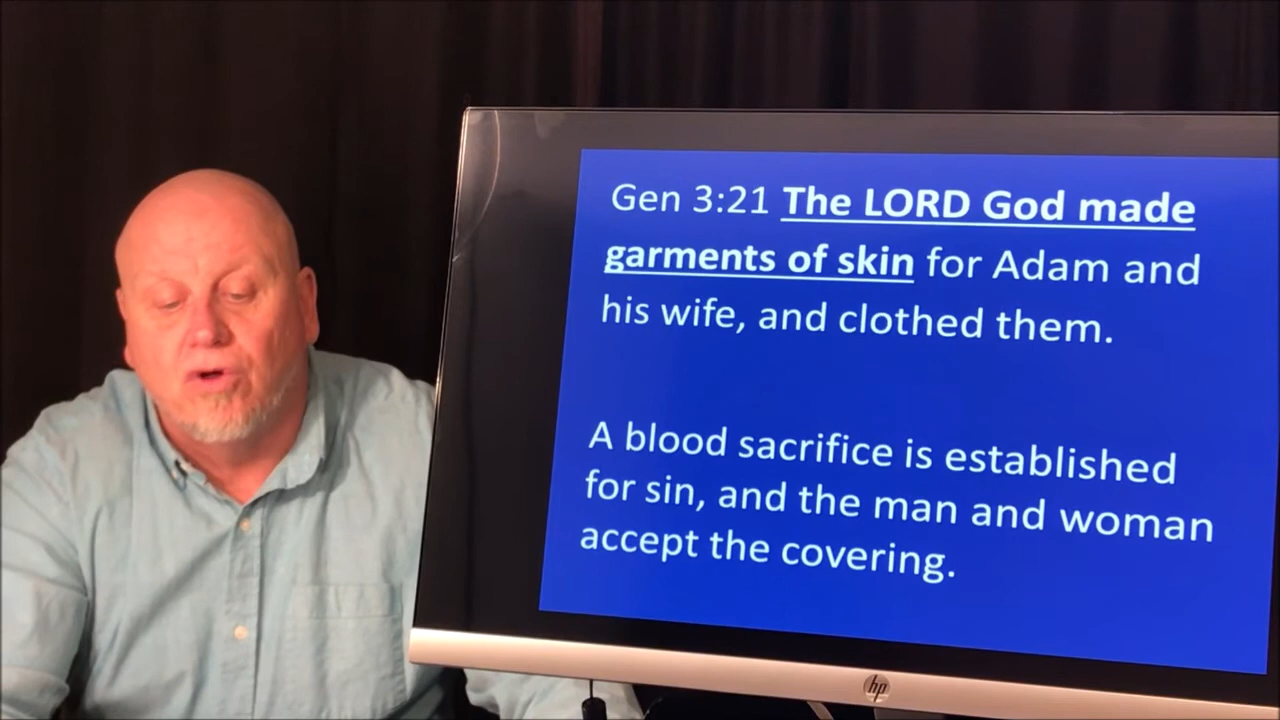 Gen 3:21 The LORD God made
garments of skin for Adam and
his wife, and clothed them.
A blood sacrifice is established
for sin, and the man and woman
accept the covering.
hp